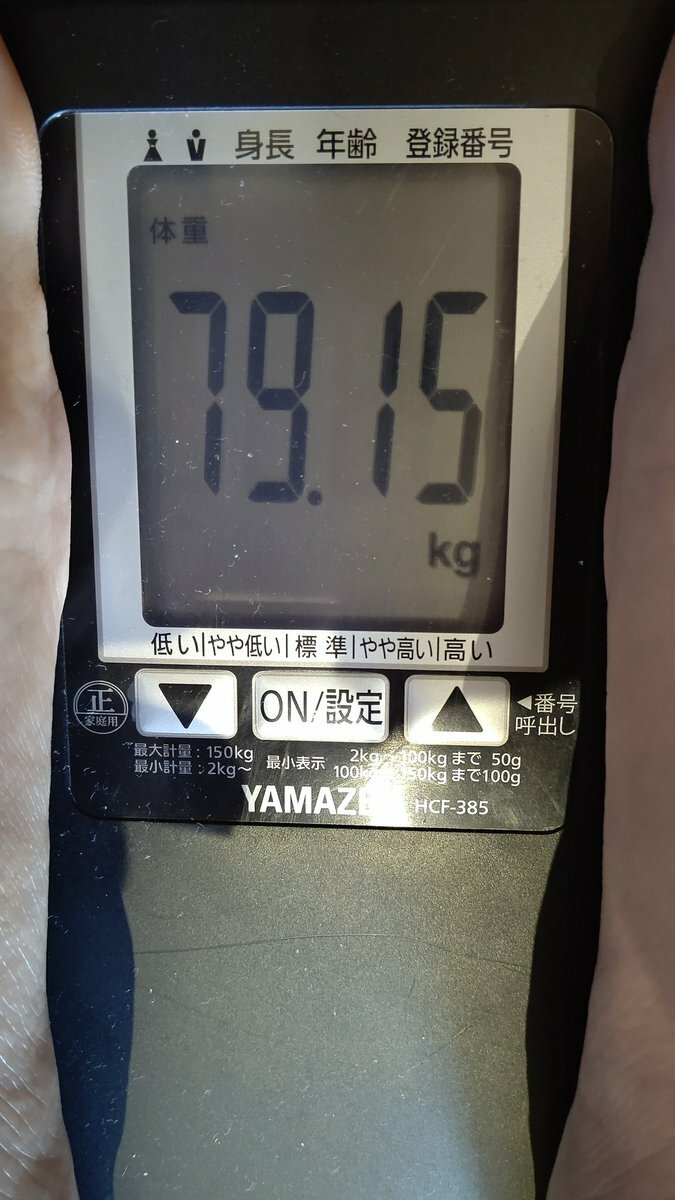 身長 年齢 登録番号
体重
79.15
kg
低い|やや低い|標準|やや高い|高い
ON/設定
◀番号
呼出し
正
家庭用
最大計量:150kg
最小計量:2kg~
最小表示
2kg 100kgまで 50g
100kg 150kgまで100g
HCF-385